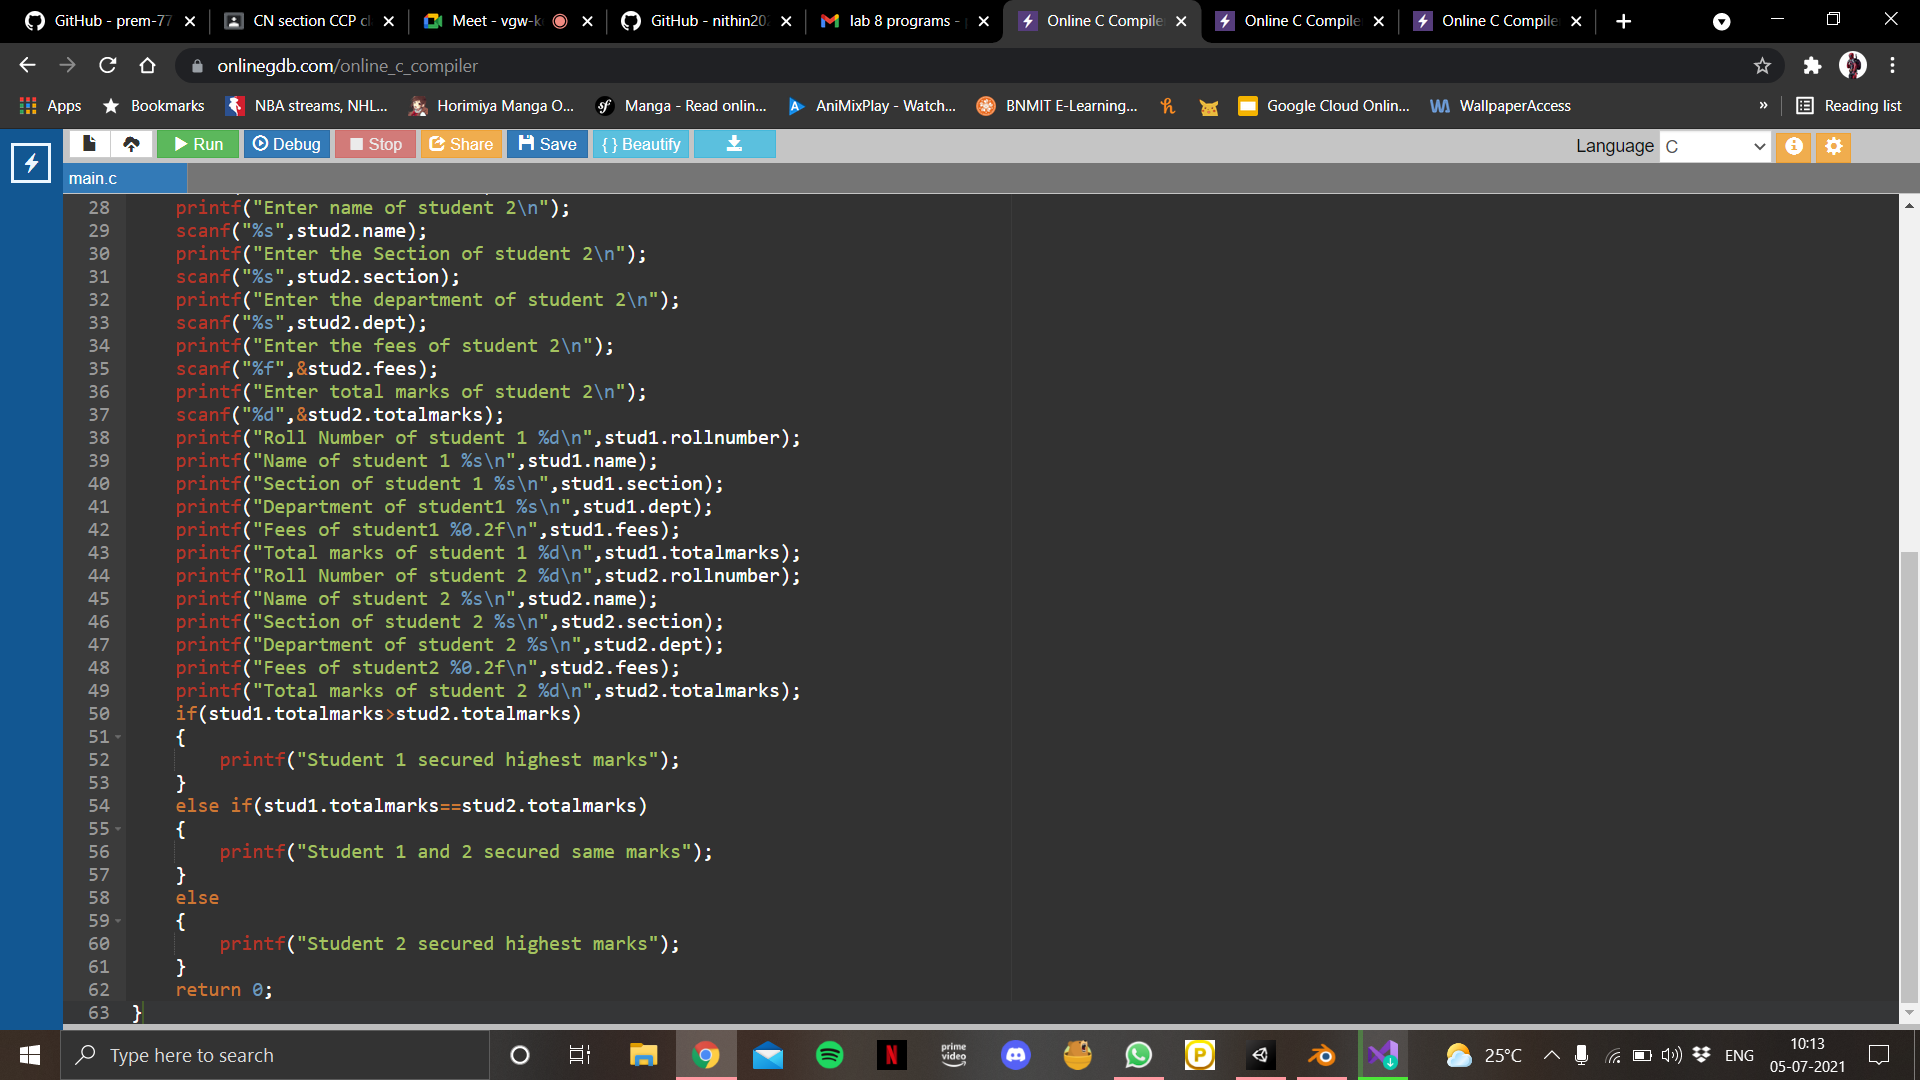 GitHub - prem-77
CN section CCP cl
Meet - vgw-k
GitHub - nithin20
lab 8 programs -
Online C Compile
Online C Compile
Online C Compile
onlinegdb.com/online_c_compiler
Apps
Bookmarks
NBA streams, NHL...
Horimiya Manga O...
Manga - Read onlin...
AniMixPlay - Watch...
BNMIT E-Learning...
Google Cloud Onlin...
WallpaperAccess
»
Reading list
Run
Debug
Stop
Share
Save
{ } Beautify
Language
C
main.c
28 printf("Enter name of student 2\n");
29 scanf("%s",stud2.name);
30 printf("Enter the Section of student 2\n");
31 scanf("%s",stud2.section);
32 printf("Enter the department of student 2\n");
33 scanf("%s",stud2.dept);
34 printf("Enter the fees of student 2\n");
35 scanf("%f",&stud2.fees);
36 printf("Enter total marks of student 2\n");
37 scanf("%d",&stud2.totalmarks);
38 printf("Roll Number of student 1 %d\n",stud1.rollnumber);
39 printf("Name of student 1 %s\n",stud1.name);
40 printf("Section of student 1 %s\n",stud1.section);
41 printf("Department of student1 %s\n",stud1.dept);
42 printf("Fees of student1 %0.2f\n",stud1.fees);
43 printf("Total marks of student 1 %d\n",stud1.totalmarks);
44 printf("Roll Number of student 2 %d\n",stud2.rollnumber);
45 printf("Name of student 2 %s\n",stud2.name);
46 printf("Section of student 2 %s\n",stud2.section);
47 printf("Department of student 2 %s\n",stud2.dept);
48 printf("Fees of student2 %0.2f\n",stud2.fees);
49 printf("Total marks of student 2 %d\n",stud2.totalmarks);
50 if(stud1.totalmarks>stud2.totalmarks)
51 {
52 printf("Student 1 secured highest marks");
53 }
54 else if(stud1.totalmarks==stud2.totalmarks)
55 {
56 printf("Student 1 and 2 secured same marks");
57 }
58 else
59 {
60 printf("Student 2 secured highest marks");
61 }
62 return 0;
63 }
Type here to search
prime video
25°C
ENG
10:13
05-07-2021